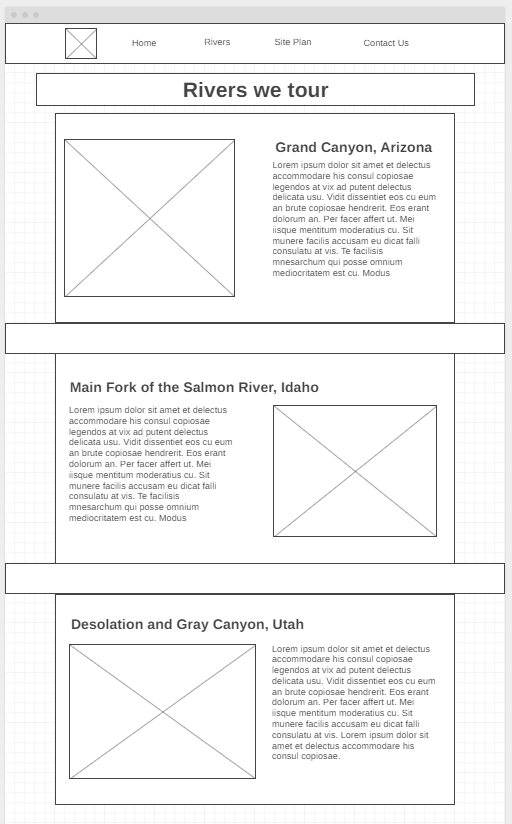 Home Rivers Site Plan Contact Us
Rivers we tour
Grand Canyon, Arizona
Lorem ipsum dolor sit amet et delectus
accommodare his consul copiosae
legendos at vix ad putent delectus
delicata usu. Vidit dissentiet eos cu eum
an brute copiosae hendrerit. Eos erant
dolorum an. Per facer affert ut. Mei
iisque mentitum moderatius cu. Sit
munere facilis accusam eu dicat falli
consulatu at vis. Te facilisis
mnesarchum qui posse omnium
mediocritatem est cu. Modus
Main Fork of the Salmon River, Idaho
Lorem ipsum dolor sit amet et delectus
accommodare his consul copiosae
legendos at vix ad putent delectus
delicata usu. Vidit dissentiet eos cu eum
an brute copiosae hendrerit. Eos erant
dolorum an. Per facer affert ut. Mei
iisque mentitum moderatius cu. Sit
munere facilis accusam eu dicat falli
consulatu at vis. Te facilisis
mnesarchum qui posse omnium
mediocritatem est cu. Modus
Desolation and Gray Canyon, Utah
Lorem ipsum dolor sit amet et delectus
accommodare his consul copiosae
legendos at vix ad putent delectus
delicata usu. Vidit dissentiet eos cu eum
an brute copiosae hendrerit. Eos erant
dolorum an. Per facer affert ut. Mei
iisque mentitum moderatius cu. Sit
munere facilis accusam eu dicat falli
consulatu at vis. Lorem ipsum dolor sit
amet et delectus accommodare his
consul copiosae.